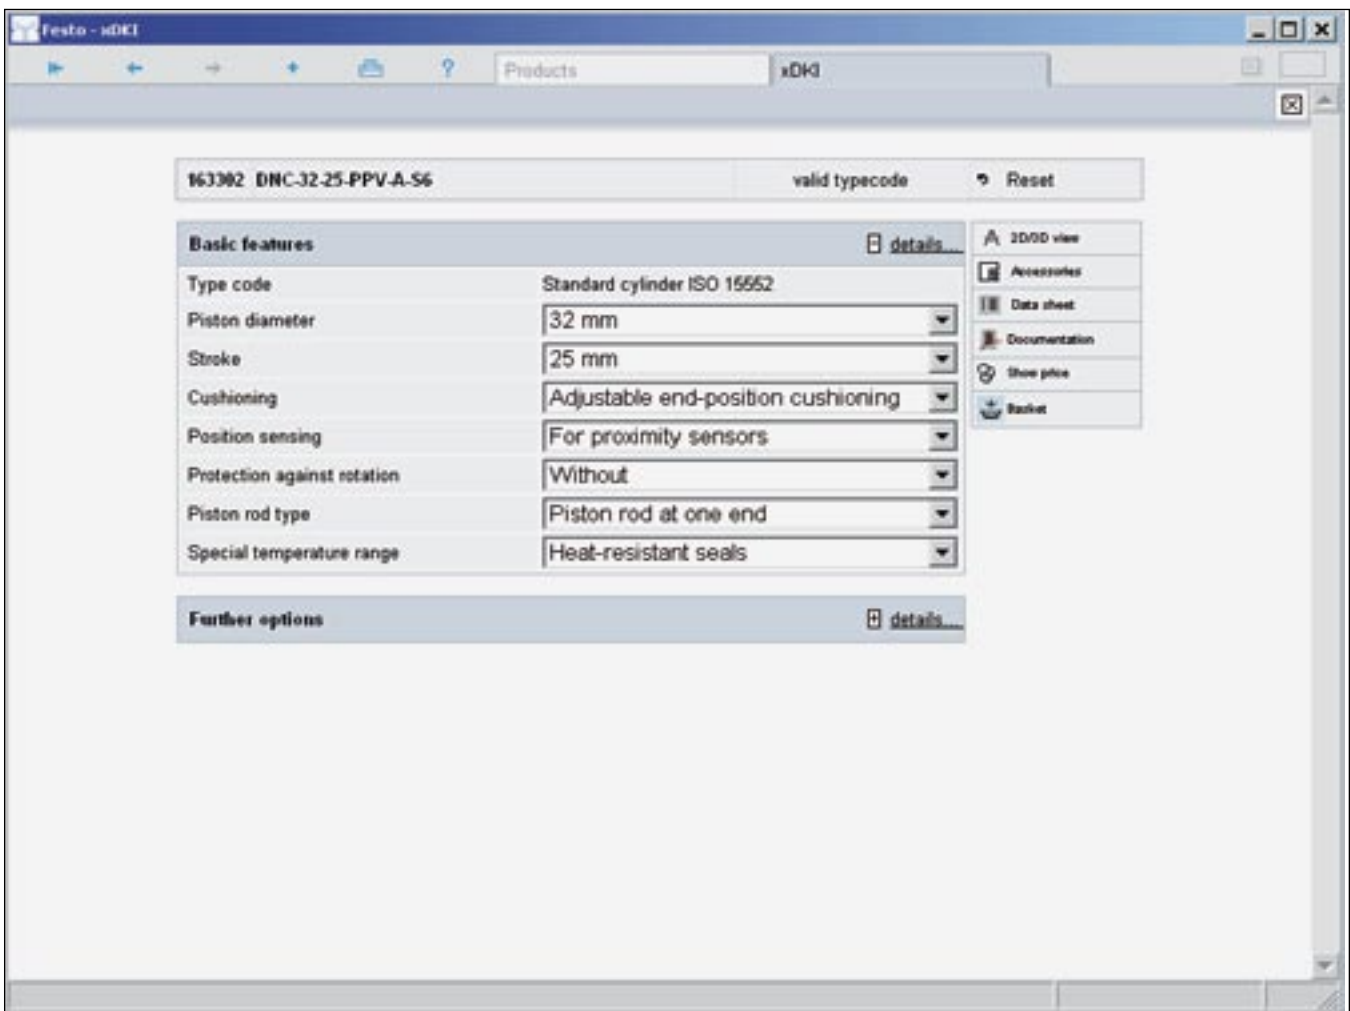 Festo - xDKI
Products
xDKI
163302 DNC-32-25-PPV-A-S6
valid typecode
Reset
Basic features
details...
Type code
Standard cylinder ISO 15552
Piston diameter
32 mm
Stroke
25 mm
Cushioning
Adjustable end-position cushioning
Position sensing
For proximity sensors
Protection against rotation
Without
Piston rod type
Piston rod at one end
Special temperature range
Heat-resistant seals
2D/3D view
Accessories
Data sheet
Documentation
Show price
Basket
Further options
details...